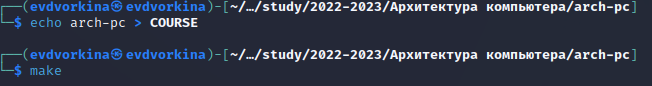 ┌──(evdvorkina㉿evdvorkina)-[~/…/study/2022-2023/Архитектура компьютера/arch-pc]
└─$ echo arch-pc > COURSE
┌──(evdvorkina㉿evdvorkina)-[~/…/study/2022-2023/Архитектура компьютера/arch-pc]
└─$ make